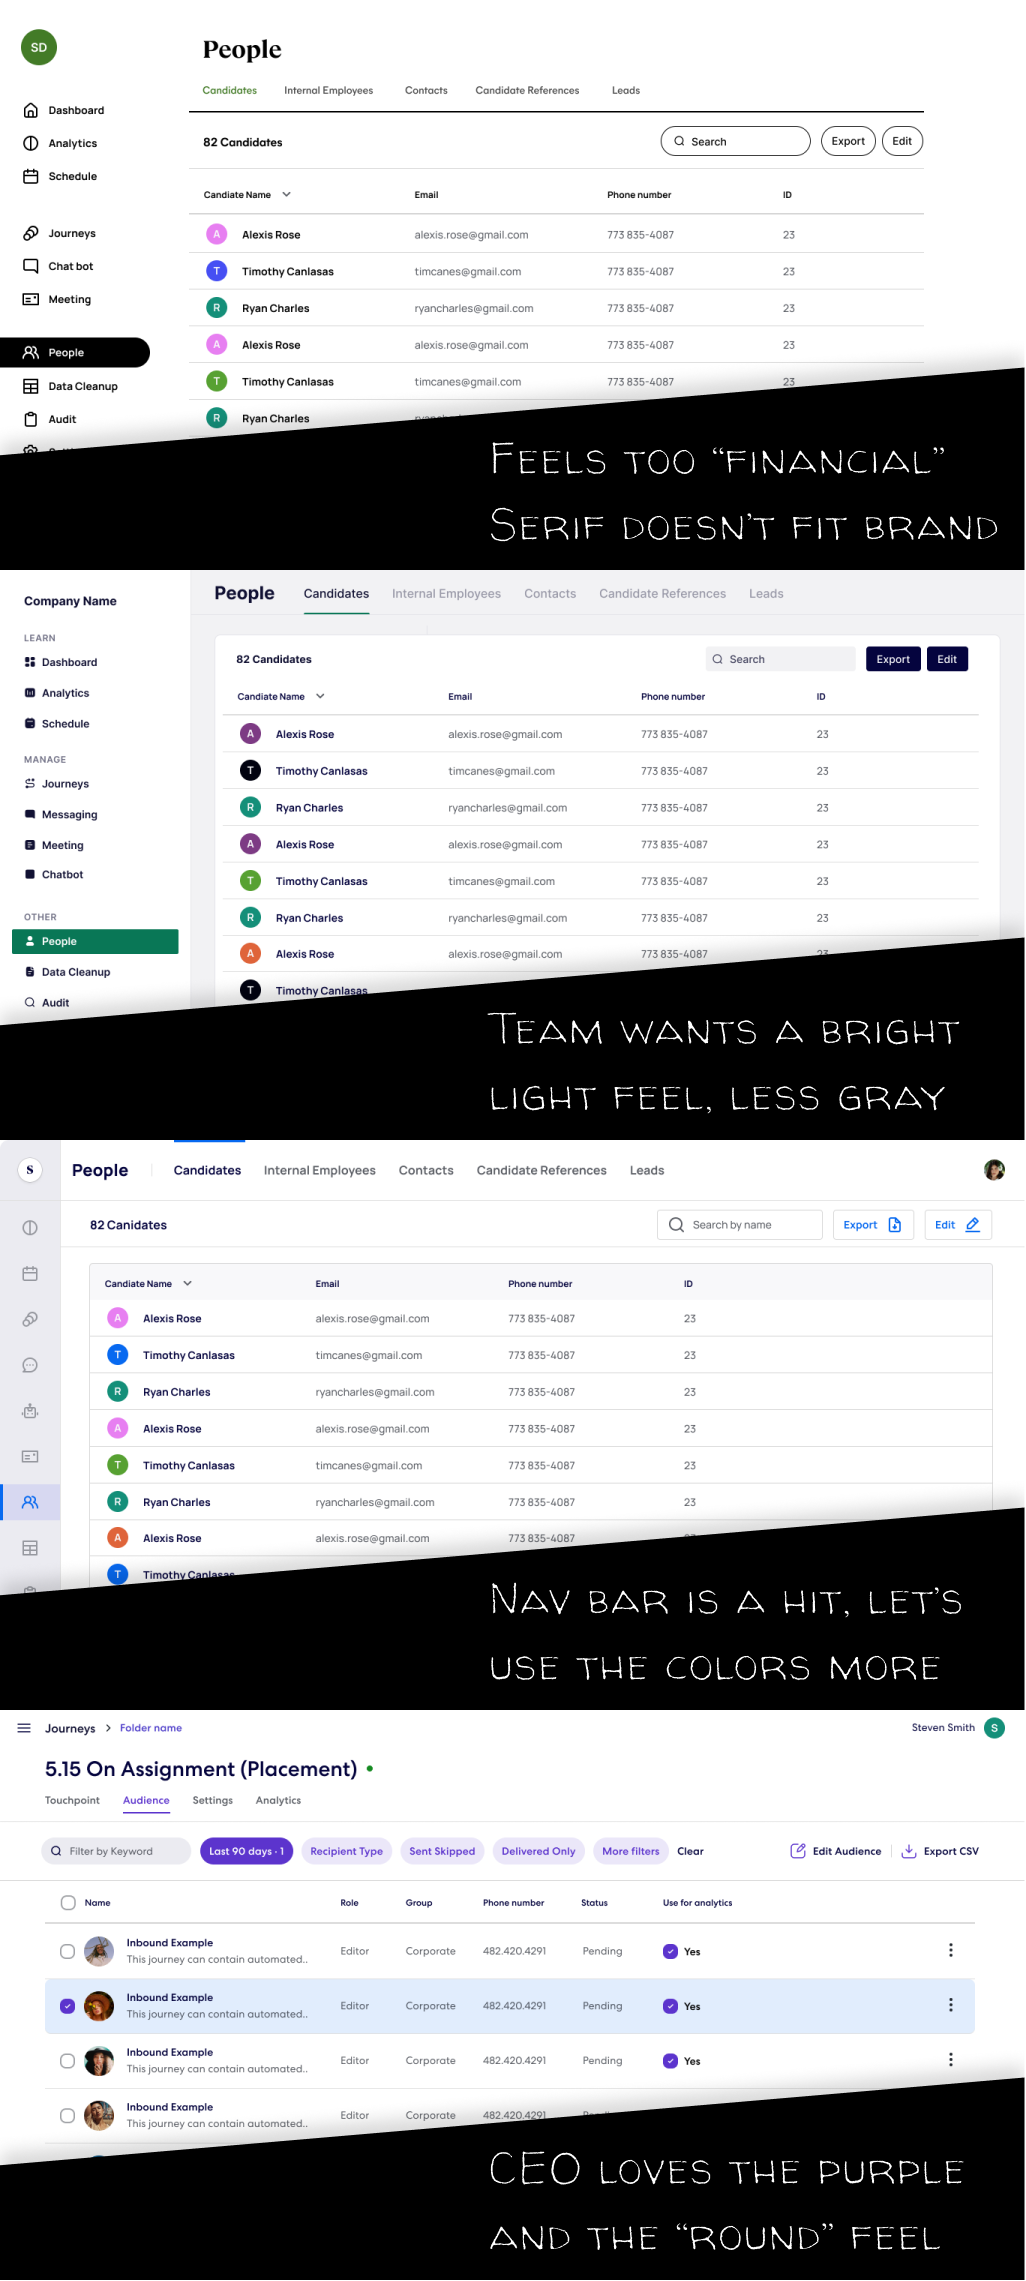 SD
People
Candidates Internal Employees Contacts Candidate References Leads
Dashboard
Analytics
Schedule
Journeys
Chat bot
Meeting
People
Data Cleanup
Audit
82 Candidates
Search
Export
Edit
Candiate Name Email Phone number ID
A Alexis Rose alexis.rose@gmail.com 773 835-4087 23
T Timothy Canlasas timcanes@gmail.com 773 835-4087 23
R Ryan Charles ryancharles@gmail.com 773 835-4087 23
A Alexis Rose alexis.rose@gmail.com 773 835-4087 23
T Timothy Canlasas timcanes@gmail.com 773 835-4087 23
R Ryan Charles
FEELS TOO “FINANCIAL”
SERIF DOESN’T FIT BRAND
Company Name
LEARN
Dashboard
Analytics
Schedule
MANAGE
Journeys
Messaging
Meeting
Chatbot
OTHER
People
Data Cleanup
Audit
People Candidates Internal Employees Contacts Candidate References Leads
82 Candidates
Search
Export
Edit
Candiate Name Email Phone number ID
A Alexis Rose alexis.rose@gmail.com 773 835-4087 23
T Timothy Canlasas timcanes@gmail.com 773 835-4087 23
R Ryan Charles ryancharles@gmail.com 773 835-4087 23
A Alexis Rose alexis.rose@gmail.com 773 835-4087 23
T Timothy Canlasas timcanes@gmail.com 773 835-4087 23
R Ryan Charles ryancharles@gmail.com 773 835-4087 23
A Alexis Rose alexis.rose@gmail.com 773 835-4087 23
T Timothy Canlasas
TEAM WANTS A BRIGHT
LIGHT FEEL, LESS GRAY
S
People Candidates Internal Employees Contacts Candidate References Leads
82 Canidates
Search by name
Export
Edit
Candiate Name Email Phone number ID
A Alexis Rose alexis.rose@gmail.com 773 835-4087 23
T Timothy Canlasas timcanes@gmail.com 773 835-4087 23
R Ryan Charles ryancharles@gmail.com 773 835-4087 23
A Alexis Rose alexis.rose@gmail.com 773 835-4087 23
T Timothy Canlasas timcanes@gmail.com 773 835-4087 23
R Ryan Charles ryancharles@gmail.com 773 835-4087 23
A Alexis Rose alexis.rose@gmail.com 773 835-4087
T Timothy Canlasas
NAV BAR IS A HIT, LET’S
USE THE COLORS MORE
Journeys > Folder name
Steven Smith S
5.15 On Assignment (Placement)
Touchpoint Audience Settings Analytics
Filter by Keyword
Last 90 days · 1
Recipient Type
Sent Skipped
Delivered Only
More filters
Clear
Edit Audience
Export CSV
Name Role Group Phone number Status Use for analytics
Inbound Example
This journey can contain automated.. Editor Corporate 482.420.4291 Pending Yes
Inbound Example
This journey can contain automated.. Editor Corporate 482.420.4291 Pending Yes
Inbound Example
This journey can contain automated.. Editor Corporate 482.420.4291 Pending Yes
Inbound Example
This journey can contain automated.. Editor Corporate 482.420.4291
CEO LOVES THE PURPLE
AND THE “ROUND” FEEL